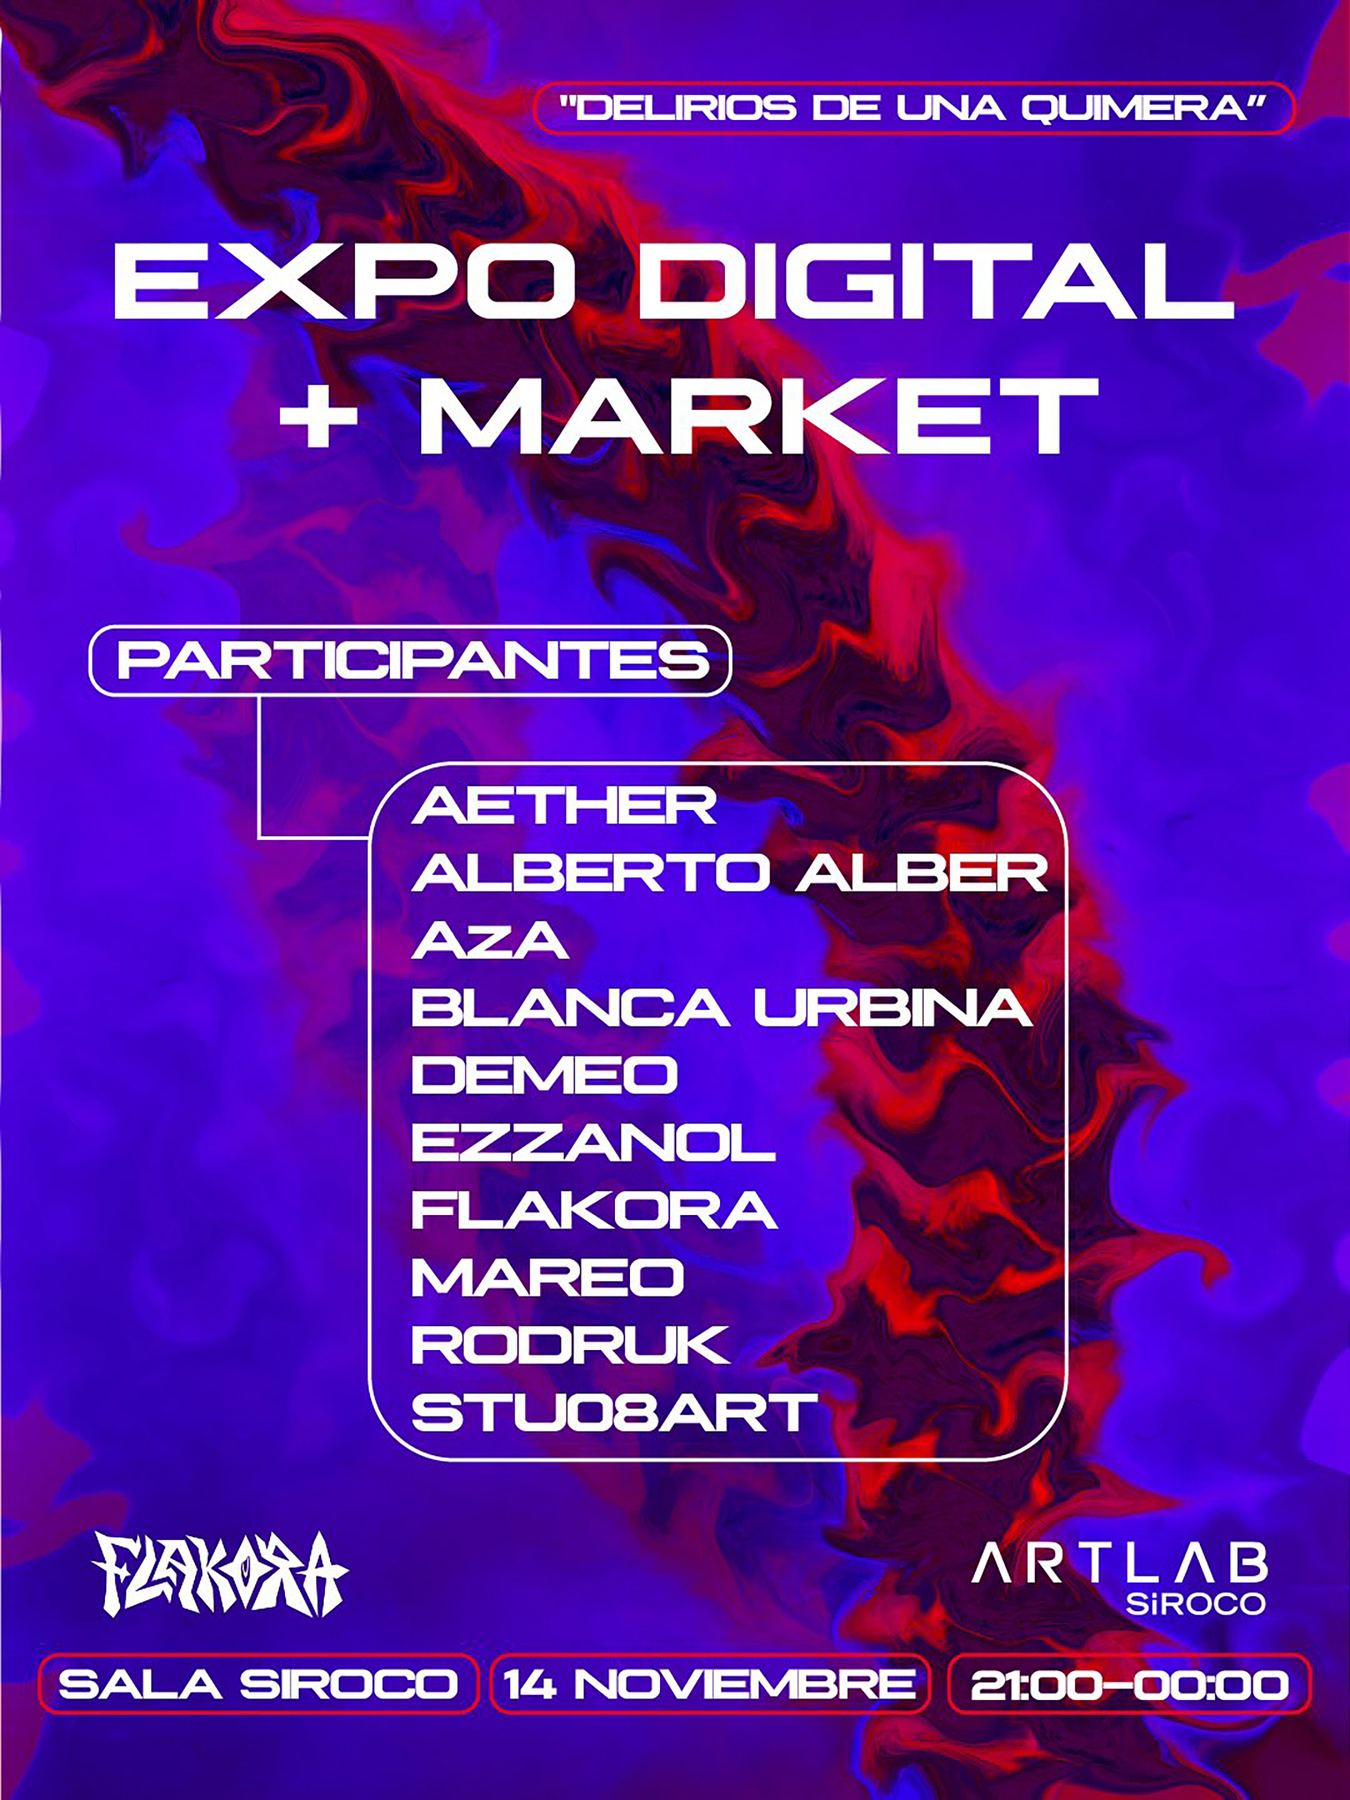 "DELIRIOS DE UNA QUIMERA"
EXPO DIGITAL
+ MARKET
PARTICIPANTES
AETHER
ALBERTO ALBER
AzA
BLANCA URBINA
DEMEO
EZZANOL
FLAKORA
MAREO
RODRUK
STU08ART
FLAKORA
ARTLAB
SiROCO
SALA SIROCO
14 NOVIEMBRE
21:00–00:00